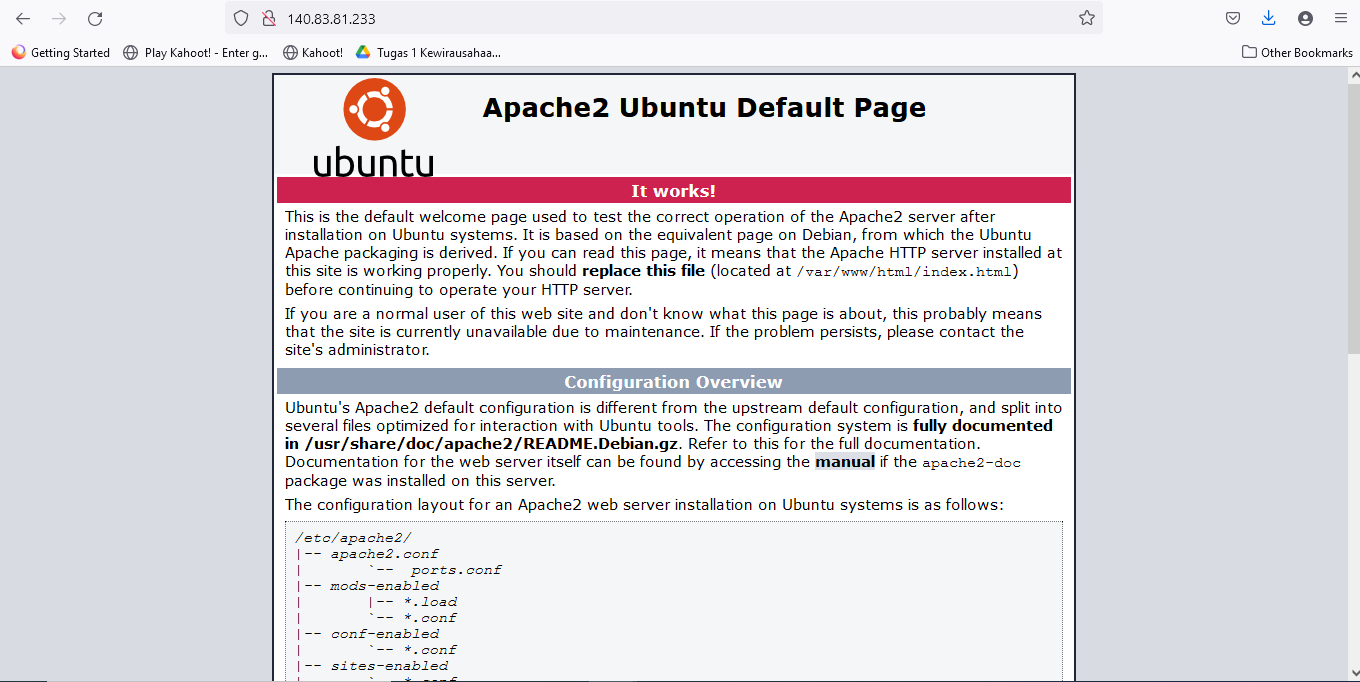 140.83.81.233
Getting Started
Play Kahoot! - Enter g...
Kahoot!
Tugas 1 Kewirausahaa...
Other Bookmarks
ubuntu
Apache2 Ubuntu Default Page
It works!
This is the default welcome page used to test the correct operation of the Apache2 server after
installation on Ubuntu systems. It is based on the equivalent page on Debian, from which the Ubuntu
Apache packaging is derived. If you can read this page, it means that the Apache HTTP server installed at
this site is working properly. You should replace this file (located at /var/www/html/index.html)
before continuing to operate your HTTP server.
If you are a normal user of this web site and don't know what this page is about, this probably means
that the site is currently unavailable due to maintenance. If the problem persists, please contact the
site's administrator.
Configuration Overview
Ubuntu's Apache2 default configuration is different from the upstream default configuration, and split into
several files optimized for interaction with Ubuntu tools. The configuration system is fully documented
in /usr/share/doc/apache2/README.Debian.gz. Refer to this for the full documentation.
Documentation for the web server itself can be found by accessing the manual if the apache2-doc
package was installed on this server.
The configuration layout for an Apache2 web server installation on Ubuntu systems is as follows:
/etc/apache2/
|-- apache2.conf
|       `--  ports.conf
|-- mods-enabled
|       |-- *.load
|       `-- *.conf
|-- conf-enabled
|       `-- *.conf
|-- sites-enabled
|       `-- *.conf